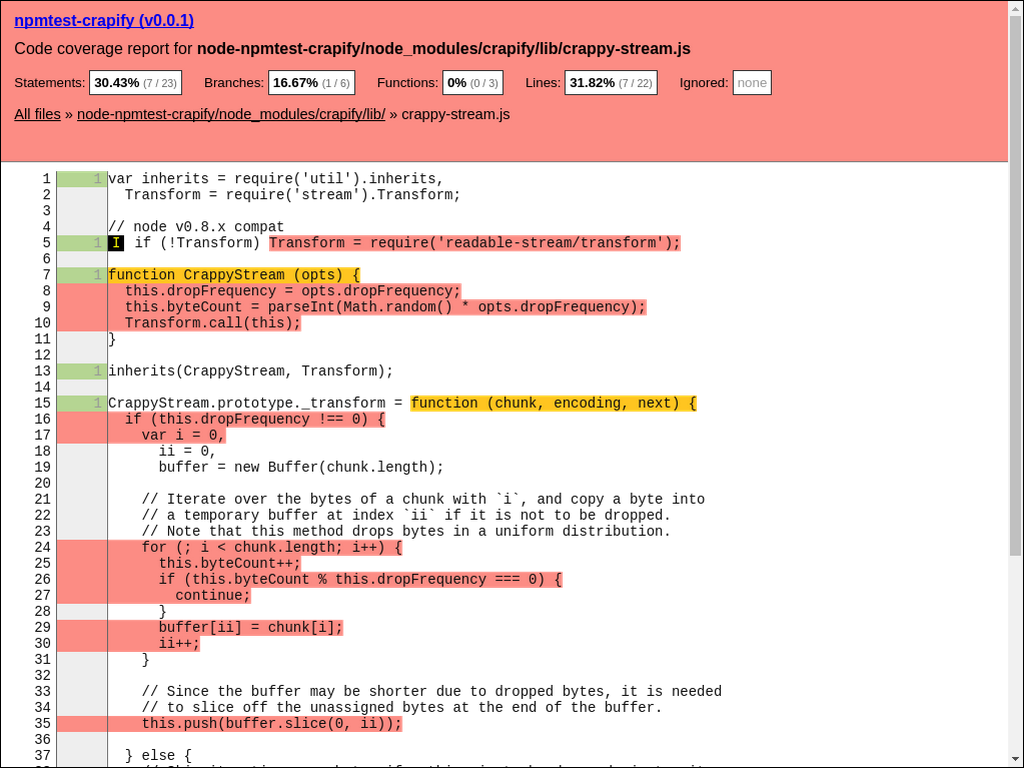 npmtest-crapify (v0.0.1)
Code coverage report for node-npmtest-crapify/node_modules/crapify/lib/crappy-stream.js
Statements: 30.43% (7 / 23) Branches: 16.67% (1 / 6) Functions: 0% (0 / 3) Lines: 31.82% (7 / 22) Ignored: none
All files » node-npmtest-crapify/node_modules/crapify/lib/ » crappy-stream.js
1 1 var inherits = require('util').inherits,
2 Transform = require('stream').Transform;
3
4 // node v0.8.x compat
5 1 I if (!Transform) Transform = require('readable-stream/transform');
6
7 1 function CrappyStream (opts) {
8 this.dropFrequency = opts.dropFrequency;
9 this.byteCount = parseInt(Math.random() * opts.dropFrequency);
10 Transform.call(this);
11 }
12
13 1 inherits(CrappyStream, Transform);
14
15 1 CrappyStream.prototype._transform = function (chunk, encoding, next) {
16 if (this.dropFrequency !== 0) {
17 var i = 0,
18 ii = 0,
19 buffer = new Buffer(chunk.length);
20
21 // Iterate over the bytes of a chunk with `i`, and copy a byte into
22 // a temporary buffer at index `ii` if it is not to be dropped.
23 // Note that this method drops bytes in a uniform distribution.
24 for (; i < chunk.length; i++) {
25 this.byteCount++;
26 if (this.byteCount % this.dropFrequency === 0) {
27 continue;
28 }
29 buffer[ii] = chunk[i];
30 ii++;
31 }
32
33 // Since the buffer may be shorter due to dropped bytes, it is needed
34 // to slice off the unassigned bytes at the end of the buffer.
35 this.push(buffer.slice(0, ii));
36
37 } else {